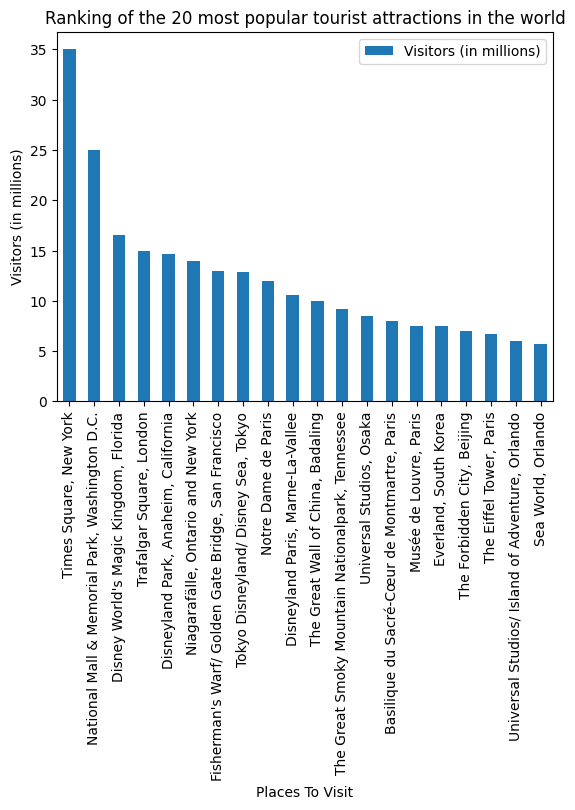 Ranking of the 20 most popular tourist attractions in the world
Visitors (in millions)
Visitors (in millions)
35
30
25
20
15
10
5
0
Times Square, New York
National Mall & Memorial Park, Washington D.C.
Disney World's Magic Kingdom, Florida
Trafalgar Square, London
Disneyland Park, Anaheim, California
Niagarafälle, Ontario and New York
Fisherman's Warf/ Golden Gate Bridge, San Francisco
Tokyo Disneyland/ Disney Sea, Tokyo
Notre Dame de Paris
Disneyland Paris, Marne-La-Vallee
The Great Wall of China, Badaling
The Great Smoky Mountain Nationalpark, Tennessee
Universal Studios, Osaka
Basilique du Sacré-Cœur de Montmartre, Paris
Musée de Louvre, Paris
Everland, South Korea
The Forbidden City, Beijing
The Eiffel Tower, Paris
Universal Studios/ Island of Adventure, Orlando
Sea World, Orlando
Places To Visit